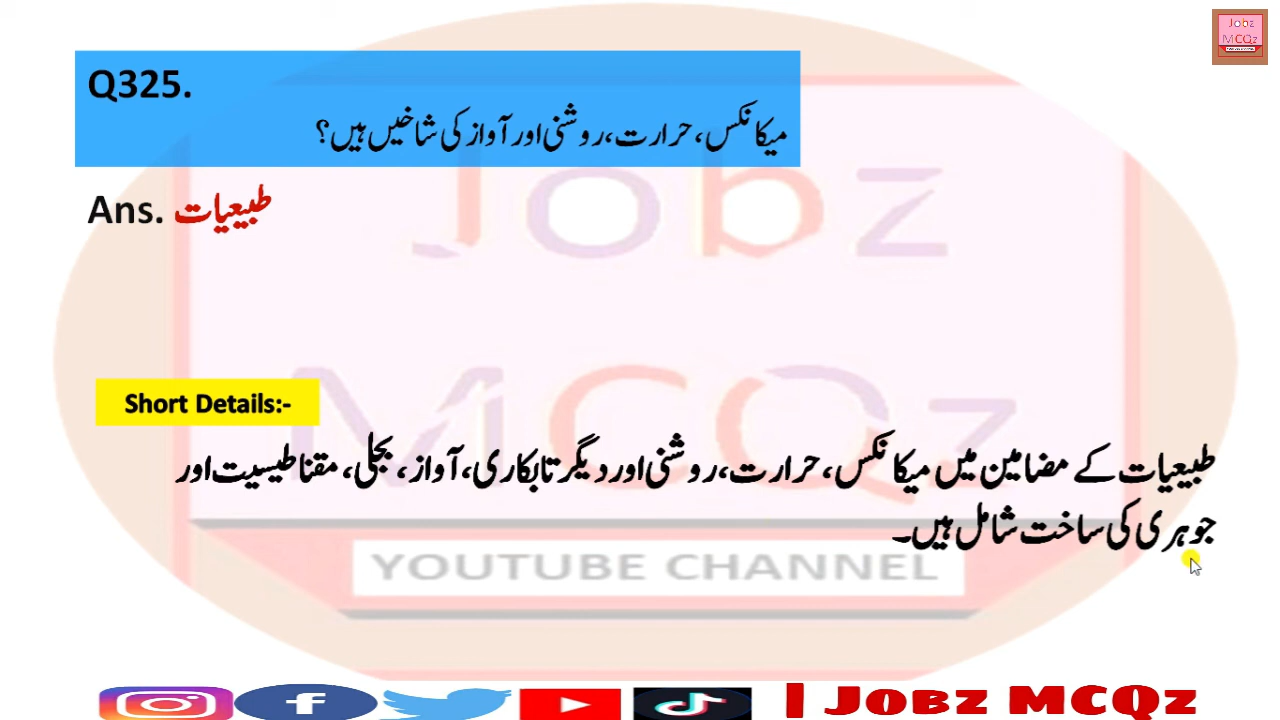 Jobz
MCQz
Q325.
میکانکس، حرارت، روشنی اور آواز کی شاخیں ہیں؟
Ans. طبیعیات
Jobz
MCQz
Short Details:-
طبیعیات کے مضامین میں میکانکس، حرارت، روشنی اور دیگر تابکاری، آواز، بجلی، مقناطیسیت اور
جوہری کی ساخت شامل ہیں۔
YOUTUBE CHANNEL
| Jobz MCQz